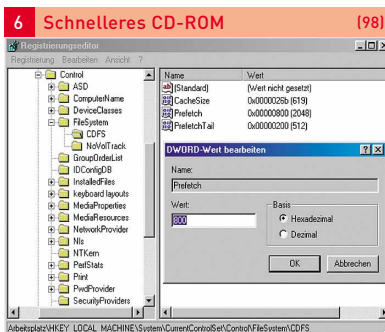 6 Schnelleres CD-ROM (98)
Registrierungseditor
Registrierung Bearbeiten Ansicht ?
Control
ASD
ComputerName
DeviceClasses
FileSystem
CDFS
NoVolTrack
GroupOrderList
IDConfigDB
InstalledFiles
keyboard layouts
MediaProperties
MediaResources
NetworkProvider
Nls
NTKern
PerfStats
Print
PwdProvider
SecurityProviders
Name Wert
(Standard) (Wert nicht gesetzt)
CacheSize 0x0000026b (619)
Prefetch 0x00000800 (2048)
PrefetchTail 0x00000200 (512)
DWORD-Wert bearbeiten
Name:
Prefetch
Wert:
800
Basis
Hexadezimal
Dezimal
OK Abbrechen
Arbeitsplatz\HKEY_LOCAL_MACHINE\System\CurrentControlSet\Control\FileSystem\CDFS